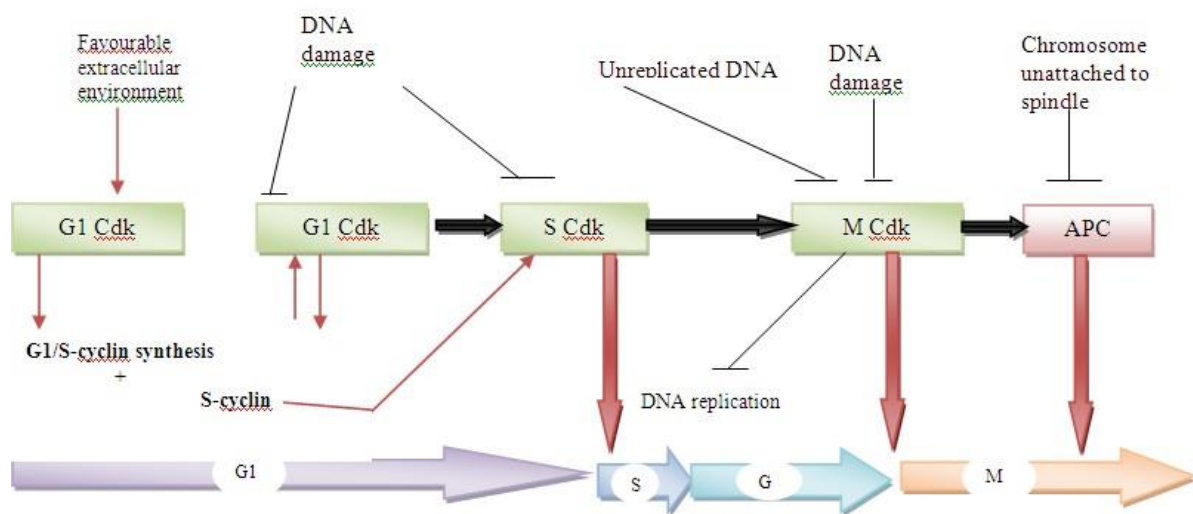 Favourable
extracellular
environment
DNA
damage
Unreplicated DNA
DNA
damage
Chromosome
unattached to
spindle
G1 Cdk
G1 Cdk
S Cdk
M Cdk
APC
G1/S-cyclin synthesis
+
S-cyclin
DNA replication
G1
S
G
M